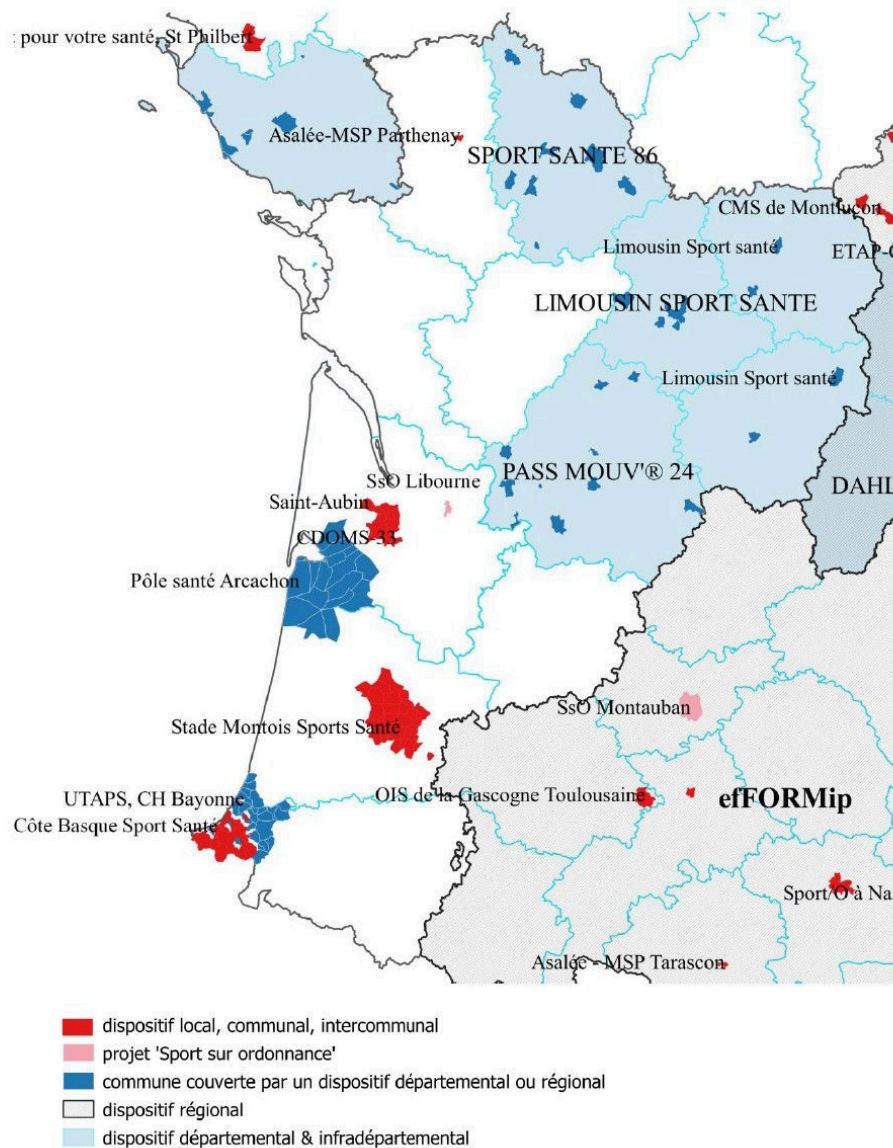 : pour votre santé, St Philbert
Asalée-MSP Parthenay
SPORT SANTE 86
CMS de Montluçon
Limousin Sport santé
ETAP-
LIMOUSIN SPORT SANTE
Limousin Sport santé
PASS MOUV'® 24
DAHL
SsO Libourne
Saint-Aubin
CDOMS-33
Pôle santé Arcachon
SsO Montauban
Stade Montois Sports Santé
UTAPS, CH Bayonne
OIS de la Gascogne Toulousaine
efFORMip
Côte Basque Sport Santé
Sport/O à Na
Asalée - MSP Tarascon
dispositif local, communal, intercommunal
projet 'Sport sur ordonnance'
commune couverte par un dispositif départemental ou régional
dispositif régional
dispositif départemental & infradépartemental